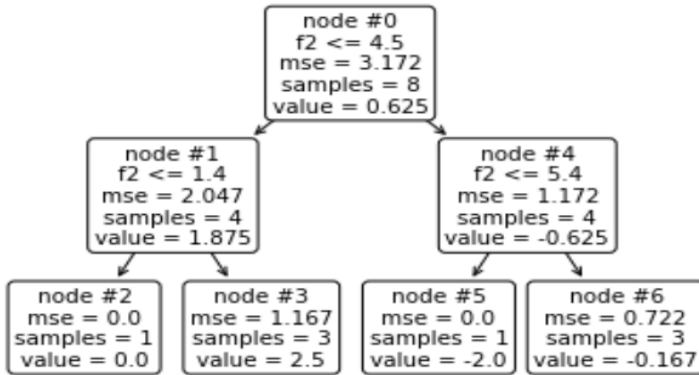 node #0
f2 <= 4.5
mse = 3.172
samples = 8
value = 0.625
node #1
f2 <= 1.4
mse = 2.047
samples = 4
value = 1.875
node #4
f2 <= 5.4
mse = 1.172
samples = 4
value = -0.625
node #2
mse = 0.0
samples = 1
value = 0.0
node #3
mse = 1.167
samples = 3
value = 2.5
node #5
mse = 0.0
samples = 1
value = -2.0
node #6
mse = 0.722
samples = 3
value = -0.167